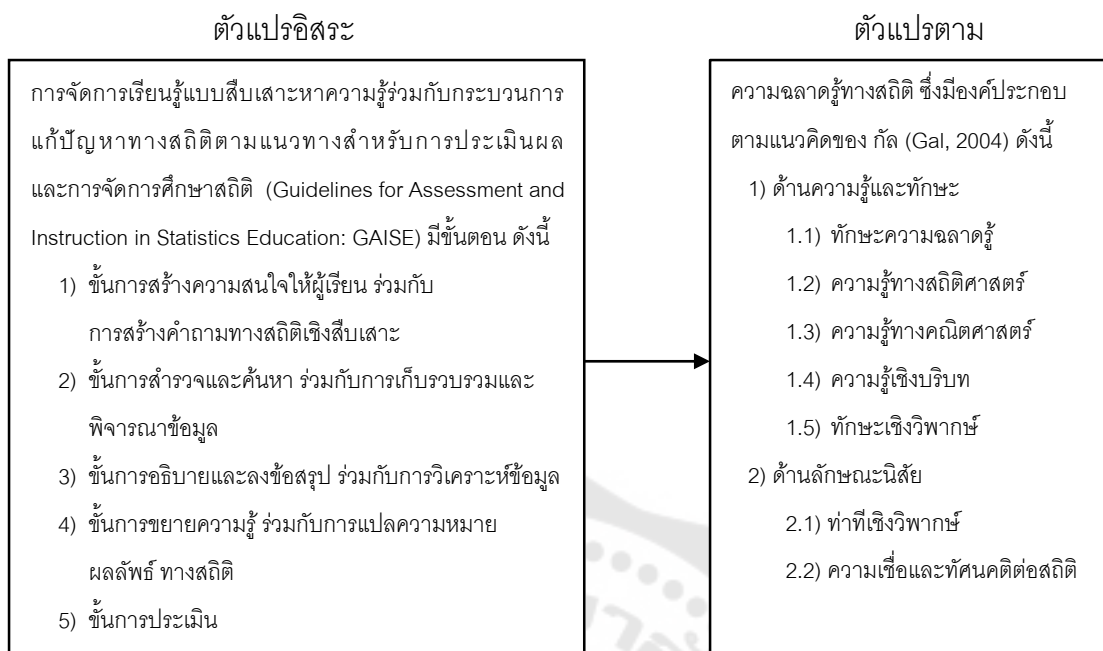 ตัวแปรอิสระ
การจัดการเรียนรู้แบบสืบเสาะหาความรู้ร่วมกับกระบวนการ
แก้ปัญหาทางสถิติตามแนวทางสำหรับการประเมินผล
และการจัดการศึกษาสถิติ (Guidelines for Assessment and
Instruction in Statistics Education: GAISE) มีขั้นตอน ดังนี้
1) ขั้นการสร้างความสนใจให้ผู้เรียน ร่วมกับ
การสร้างคำถามทางสถิติเชิงสืบเสาะ
2) ขั้นการสำรวจและค้นหา ร่วมกับการเก็บรวบรวมและ
พิจารณาข้อมูล
3) ขั้นการอธิบายและลงข้อสรุป ร่วมกับการวิเคราะห์ข้อมูล
4) ขั้นการขยายความรู้ ร่วมกับการแปลความหมาย
ผลลัพธ์ ทางสถิติ
5) ขั้นการประเมิน
ตัวแปรตาม
ความฉลาดรู้ทางสถิติ ซึ่งมีองค์ประกอบ
ตามแนวคิดของ กัล (Gal, 2004) ดังนี้
1) ด้านความรู้และทักษะ
1.1) ทักษะความฉลาดรู้
1.2) ความรู้ทางสถิติศาสตร์
1.3) ความรู้ทางคณิตศาสตร์
1.4) ความรู้เชิงบริบท
1.5) ทักษะเชิงวิพากษ์
2) ด้านลักษณะนิสัย
2.1) ท่าทีเชิงวิพากษ์
2.2) ความเชื่อและทัศนคติต่อสถิติ